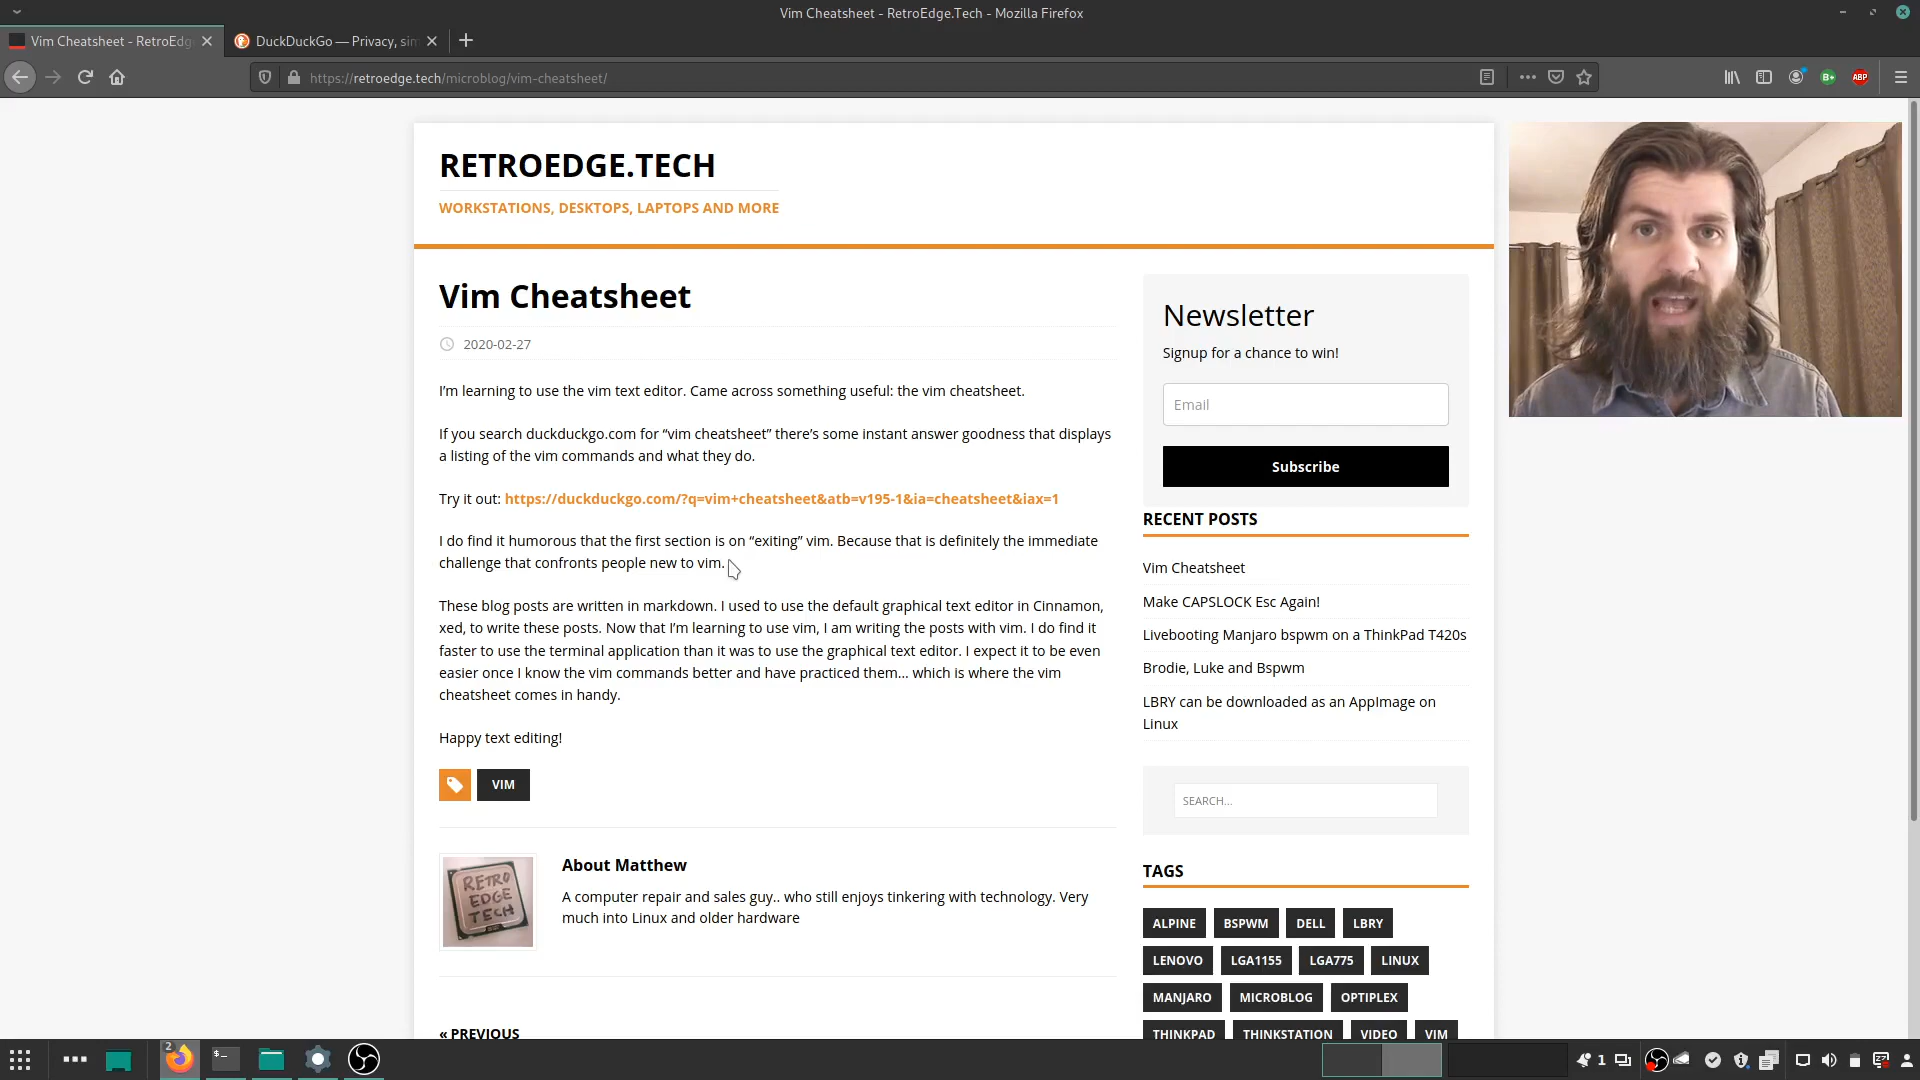 Vim Cheatsheet - RetroEdge.Tech - Mozilla Firefox
Vim Cheatsheet - RetroEdg
DuckDuckGo — Privacy, sim
https://retroedge.tech/microblog/vim-cheatsheet/
B+
ABP
RETROEDGE.TECH
WORKSTATIONS, DESKTOPS, LAPTOPS AND MORE
Vim Cheatsheet
2020-02-27
I’m learning to use the vim text editor. Came across something useful: the vim cheatsheet.
If you search duckduckgo.com for “vim cheatsheet” there’s some instant answer goodness that displays
a listing of the vim commands and what they do.
Try it out: https://duckduckgo.com/?q=vim+cheatsheet&atb=v195-1&ia=cheatsheet&iax=1
I do find it humorous that the first section is on “exiting” vim. Because that is definitely the immediate
challenge that confronts people new to vim.
These blog posts are written in markdown. I used to use the default graphical text editor in Cinnamon,
xed, to write these posts. Now that I’m learning to use vim, I am writing the posts with vim. I do find it
faster to use the terminal application than it was to use the graphical text editor. I expect it to be even
easier once I know the vim commands better and have practiced them… which is where the vim
cheatsheet comes in handy.
Happy text editing!
VIM
RETRO
EDGE
TECH
About Matthew
A computer repair and sales guy.. who still enjoys tinkering with technology. Very
much into Linux and older hardware
« PREVIOUS
Newsletter
Signup for a chance to win!
Email
Subscribe
RECENT POSTS
Vim Cheatsheet
Make CAPSLOCK Esc Again!
Livebooting Manjaro bspwm on a ThinkPad T420s
Brodie, Luke and Bspwm
LBRY can be downloaded as an AppImage on
Linux
SEARCH...
TAGS
ALPINE BSPWM DELL LBRY
LENOVO LGA1155 LGA775 LINUX
MANJARO MICROBLOG OPTIPLEX
THINKPAD THINKSTATION VIDEO VIM
2
1